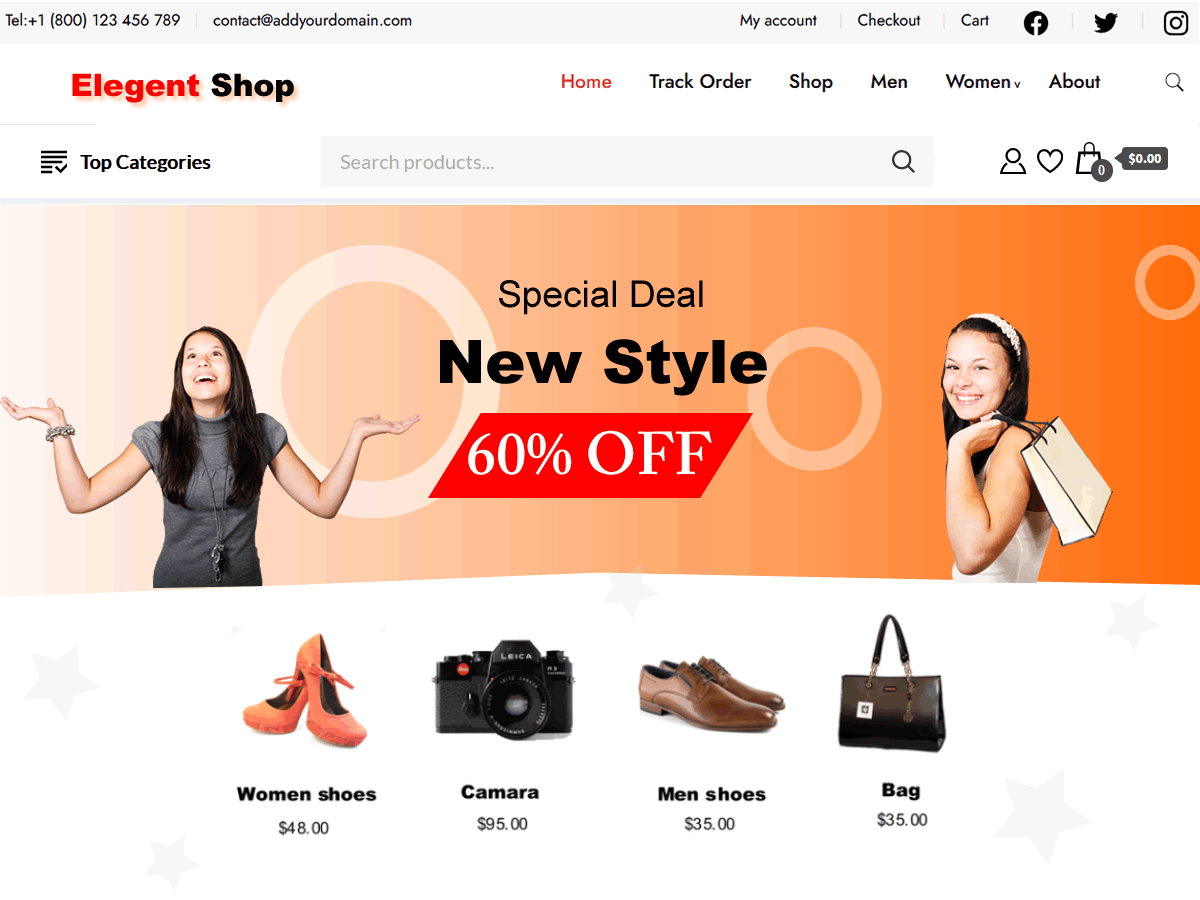 Tel:+1 (800) 123 456 789 contact@addyourdomain.com My account Checkout Cart
Elegent Shop Home Track Order Shop Men Women v About
Top Categories Search products... 0 $0.00
Special Deal
New Style
60% OFF
LEICA
Women shoes Camara Men shoes Bag
$48.00 $95.00 $35.00 $35.00